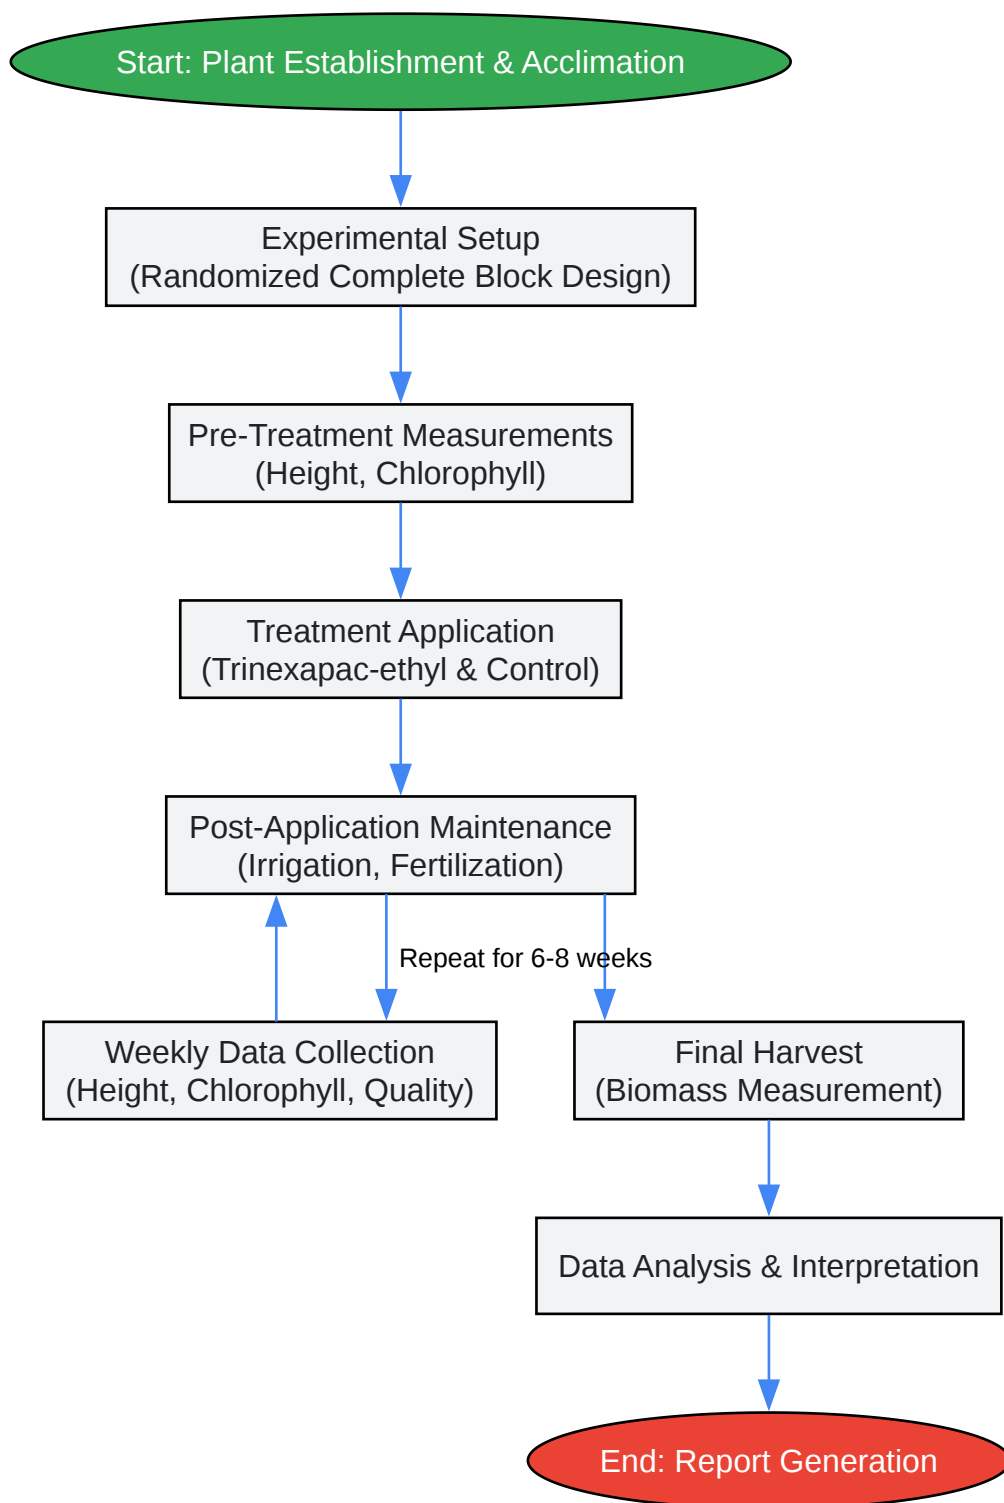 Start: Plant Establishment & Acclimation
Experimental Setup
(Randomized Complete Block Design)
Pre-Treatment Measurements
(Height, Chlorophyll)
Treatment Application
(Trinexapac-ethyl & Control)
Post-Application Maintenance
(Irrigation, Fertilization)
Repeat for 6-8 weeks
Weekly Data Collection
(Height, Chlorophyll, Quality)
Final Harvest
(Biomass Measurement)
Data Analysis & Interpretation
End: Report Generation